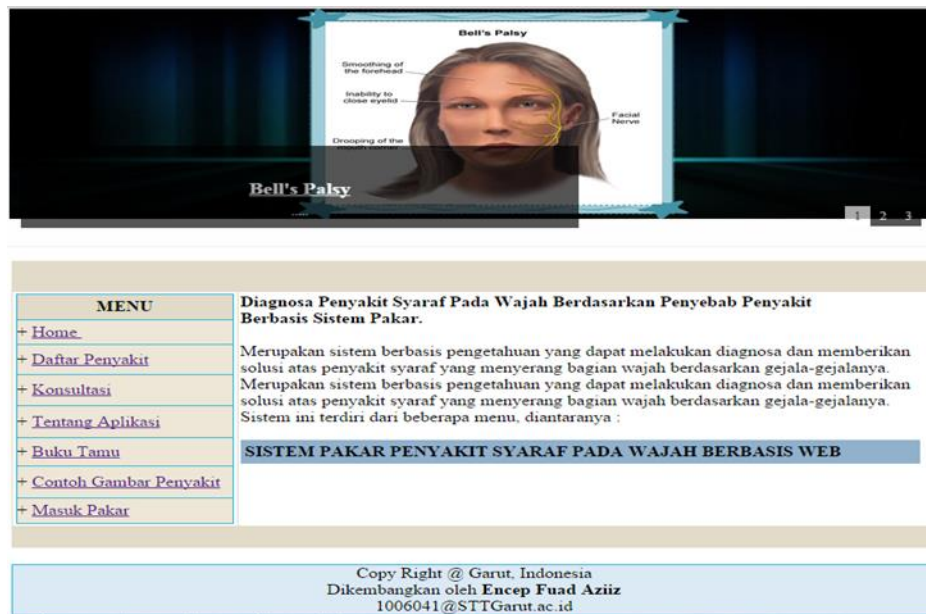 Bell's Palsy
Smoothing of
the forehead
Inability to
close eyelid
Facial
Nerve
Drooping of the
mouth corner
Bell's Palsy
.....
1 2 3
MENU
+ Home
+ Daftar Penyakit
+ Konsultasi
+ Tentang Aplikasi
+ Buku Tamu
+ Contoh Gambar Penyakit
+ Masuk Pakar
Diagnosa Penyakit Syaraf Pada Wajah Berdasarkan Penyebab Penyakit
Berbasis Sistem Pakar.
Merupakan sistem berbasis pengetahuan yang dapat melakukan diagnosa dan memberikan
solusi atas penyakit syaraf yang menyerang bagian wajah berdasarkan gejala-gejalanya.
Merupakan sistem berbasis pengetahuan yang dapat melakukan diagnosa dan memberikan
solusi atas penyakit syaraf yang menyerang bagian wajah berdasarkan gejala-gejalanya.
Sistem ini terdiri dari beberapa menu, diantaranya :
SISTEM PAKAR PENYAKIT SYARAF PADA WAJAH BERBASIS WEB
Copy Right @ Garut, Indonesia
Dikembangkan oleh Encep Fuad Aziiz
1006041@STTGarut.ac.id